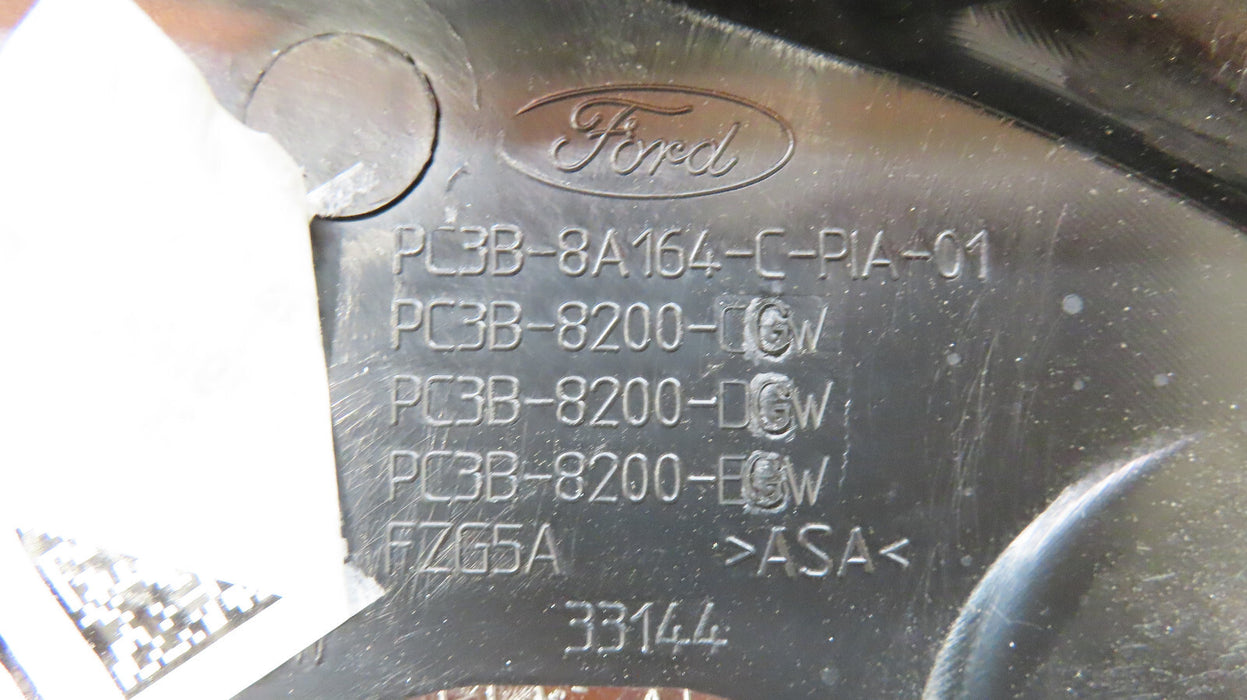 Ford
PC3B-8A164-C-PIA-01
PC3B-8200-CGW
PC3B-8200-DGW
PC3B-8200-EGW
FZG5A >ASA<
33144